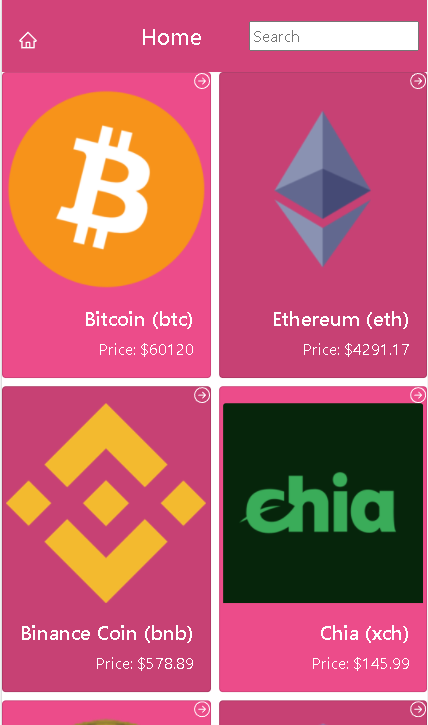 Home
Search
Bitcoin (btc)
Price: $60120
Ethereum (eth)
Price: $4291.17
Binance Coin (bnb)
Price: $578.89
chia
Chia (xch)
Price: $145.99